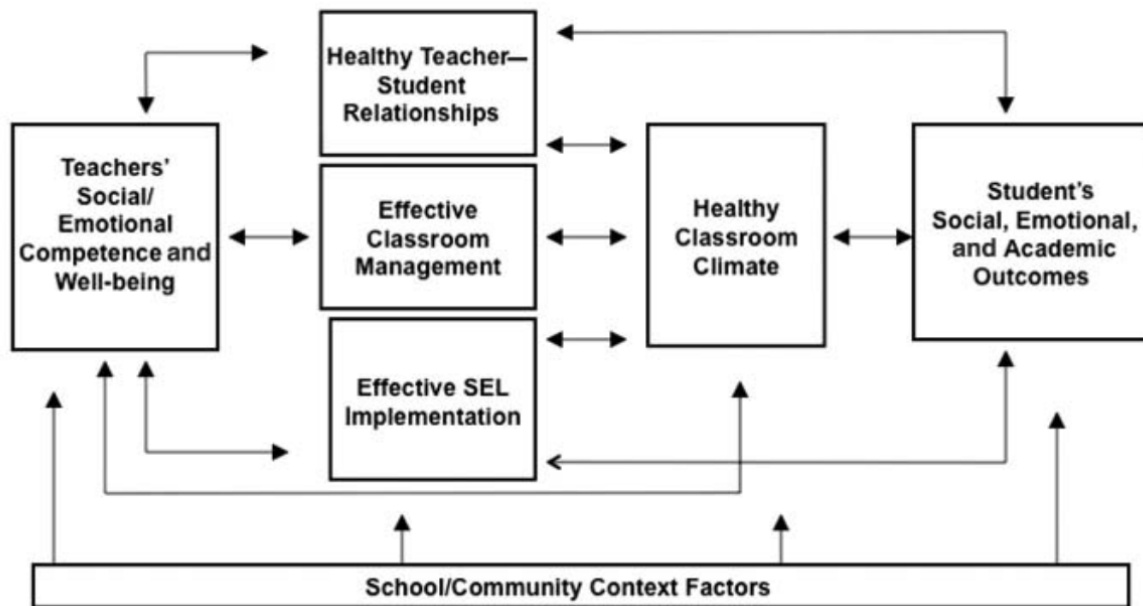 Healthy Teacher—
Student
Relationships
Teachers’
Social/
Emotional
Competence and
Well-being
Effective
Classroom
Management
Healthy
Classroom
Climate
Student’s
Social, Emotional,
and Academic
Outcomes
Effective SEL
Implementation
School/Community Context Factors